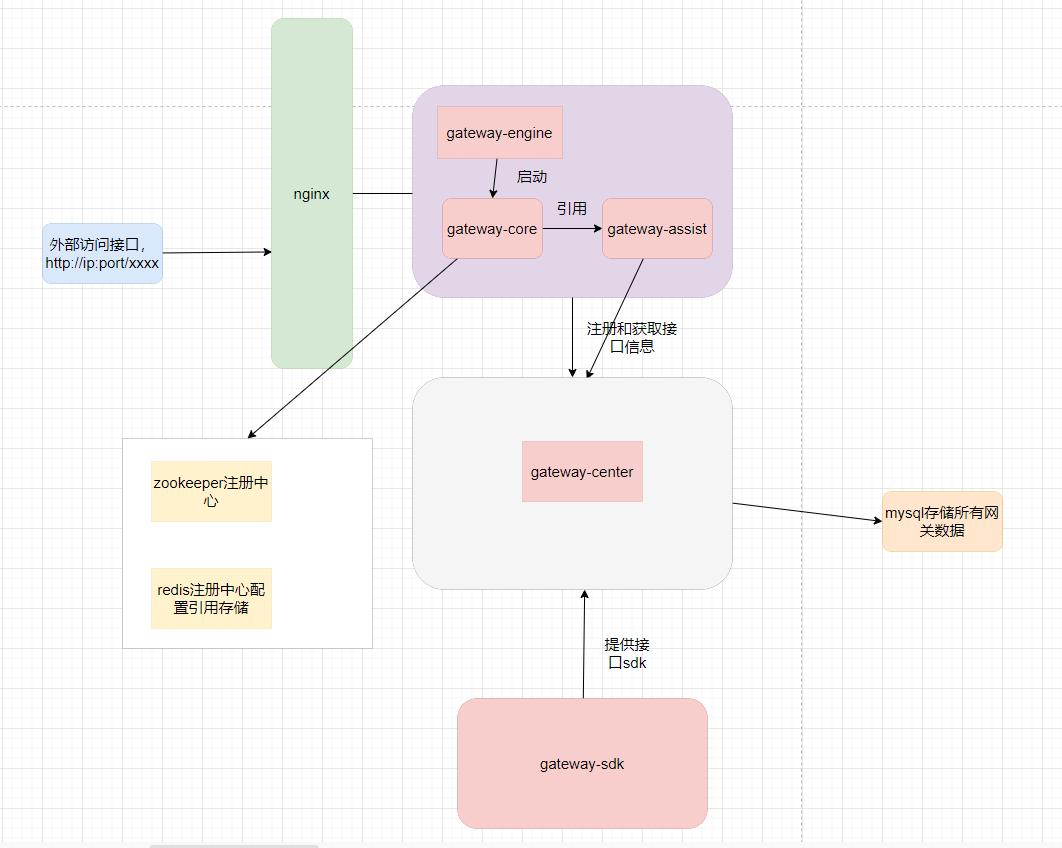 gateway-engine
启动
nginx
引用
gateway-core
gateway-assist
外部访问接口，
http://ip:port/xxxx
注册和获取接
口信息
gateway-center
zookeeper注册中
心
mysql存储所有网
关数据
redis注册中心配
置引用存储
提供接
口sdk
gateway-sdk